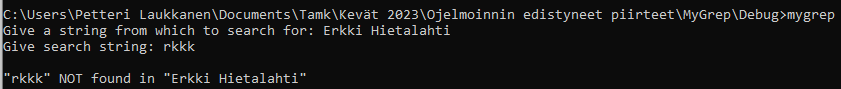 C:\Users\Petteri Laukkanen\Documents\Tamk\Kevät 2023\Ojelmoinnin edistyneet piirteet\MyGrep\Debug>mygrep
Give a string from which to search for: Erkki Hietalahti
Give search string: rkkk
"rkkk" NOT found in "Erkki Hietalahti"